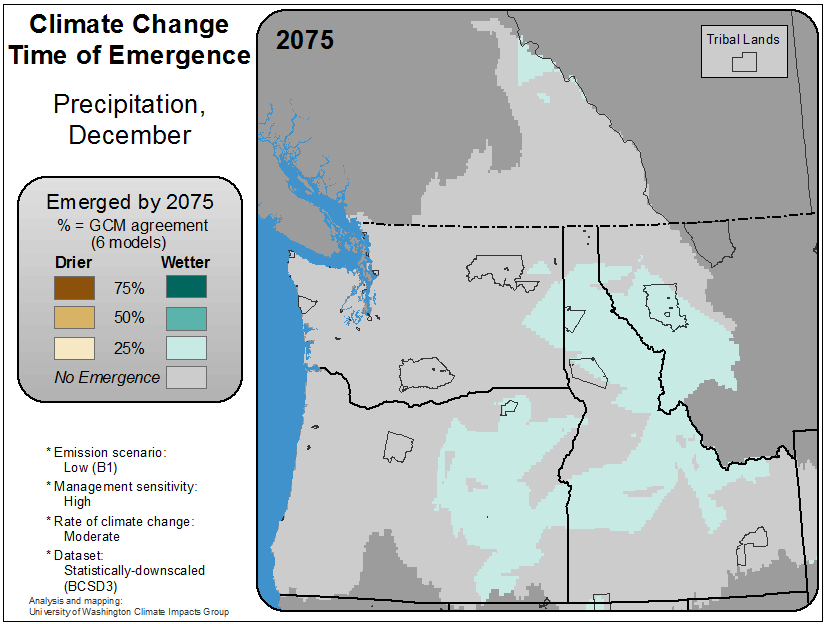 Climate Change
Time of Emergence
Precipitation,
December
Emerged by 2075
% = GCM agreement
(6 models)
Drier Wetter
75%
50%
25%
No Emergence
* Emission scenario:
Low (B1)
* Management sensitivity:
High
* Rate of climate change:
Moderate
* Dataset:
Statistically-downscaled
(BCSD3)
Analysis and mapping:
University of Washington Climate Impacts Group
2075
Tribal Lands